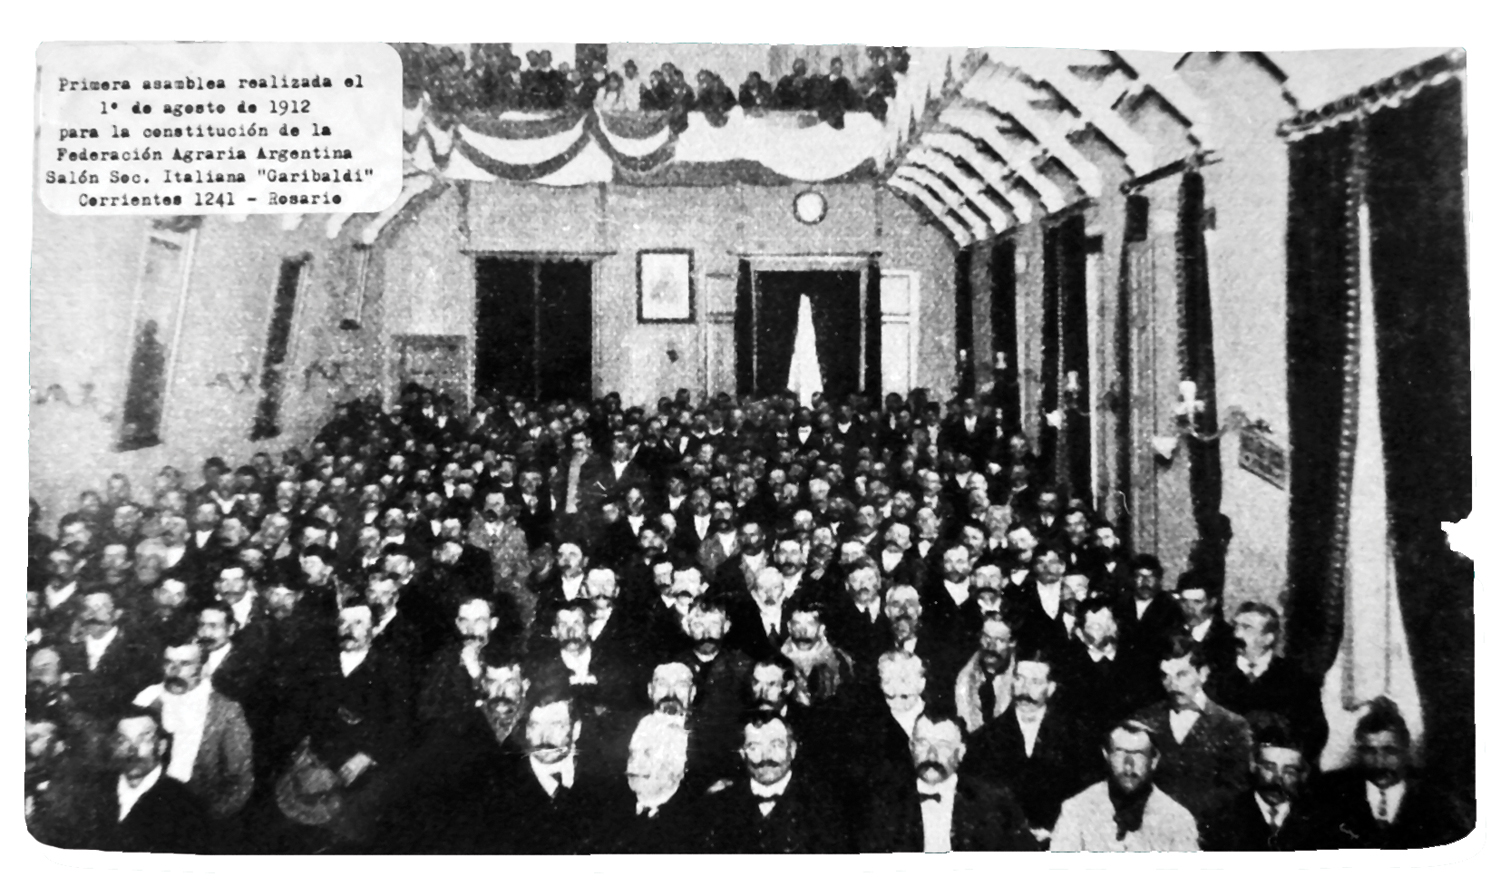 Primera asamblea realizada el
1° de agosto de 1912
para la constitución de la
Federación Agraria Argentina
Salón Soc. Italiana "Garibaldi"
Corrientes 1241 - Rosario